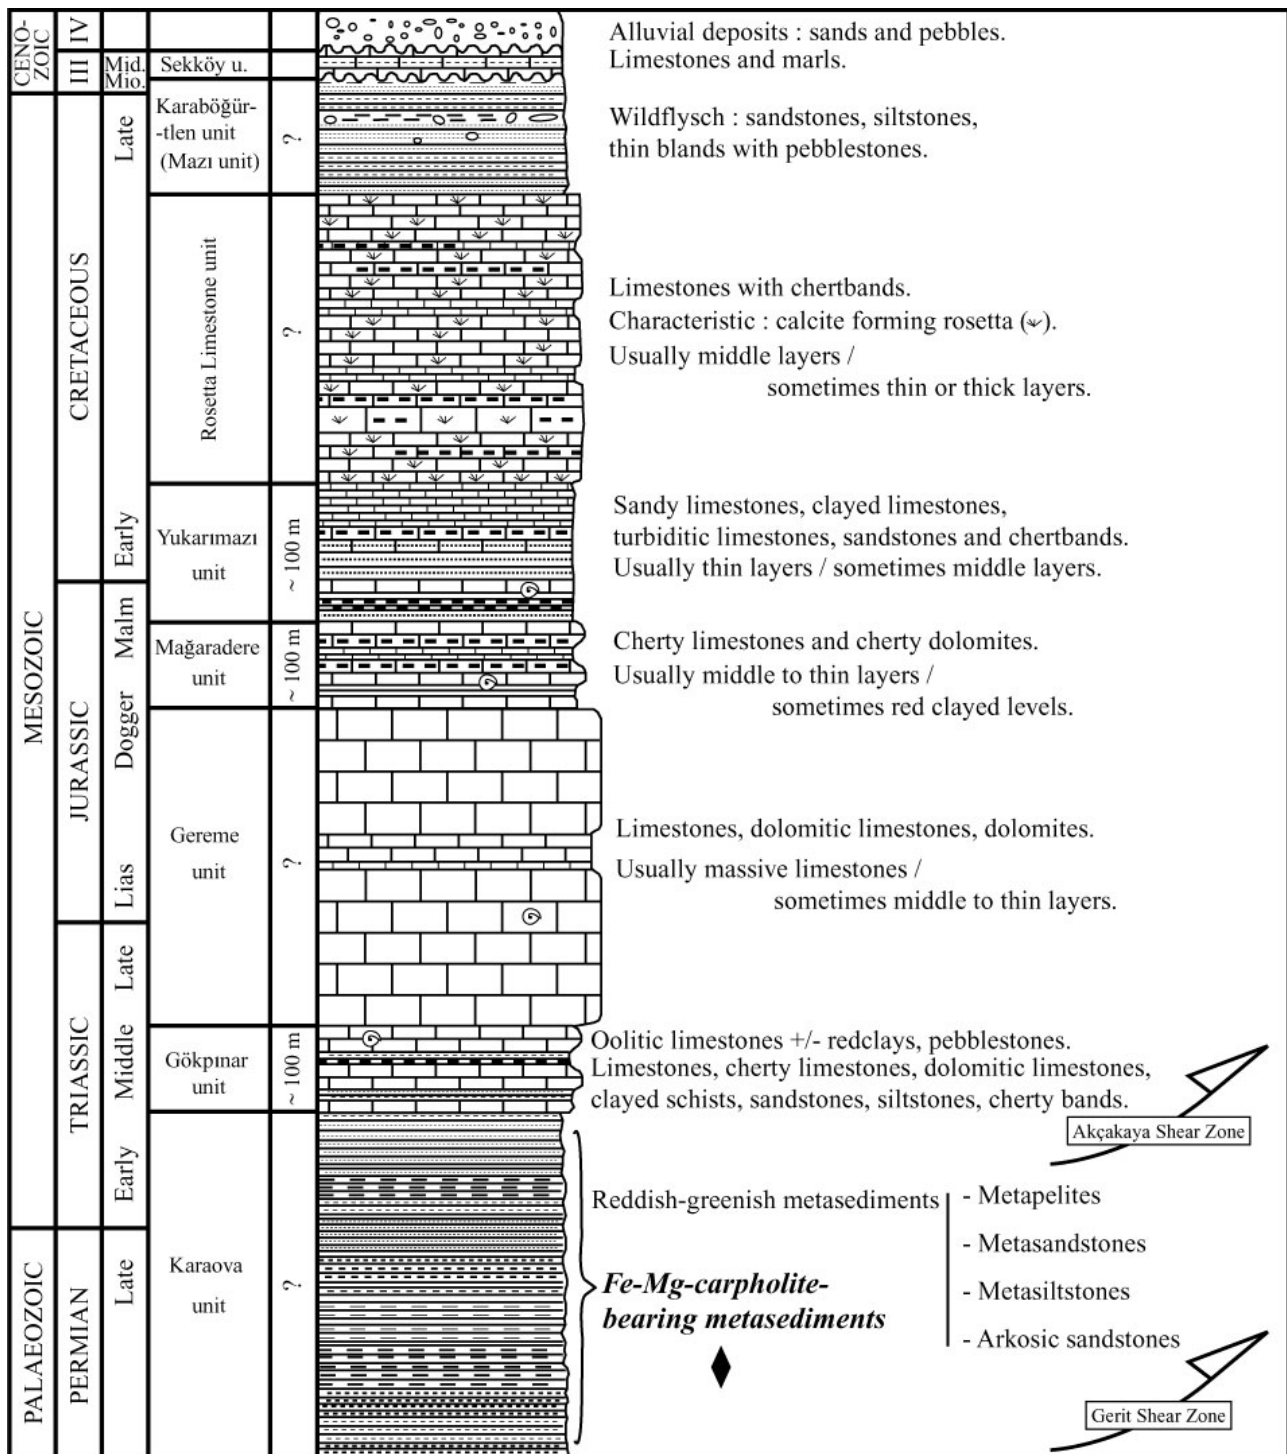 CENO-
ZOIC
IV
Alluvial deposits : sands and pebbles.
III
Mid.
Mio.
Sekköy u.
Limestones and marls.
MESOZOIC
CRETACEOUS
Late
Karaböğür-
-tlen unit
(Mazı unit)
?
Wildflysch : sandstones, siltstones,
thin blands with pebblestones.
Rosetta Limestone unit
?
Limestones with chertbands.
Characteristic : calcite forming rosetta ( ).
Usually middle layers /
sometimes thin or thick layers.
Early
Yukarımazı
unit
~ 100 m
Sandy limestones, clayed limestones,
turbiditic limestones, sandstones and chertbands.
Usually thin layers / sometimes middle layers.
JURASSIC
Malm
Mağaradere
unit
~ 100 m
Cherty limestones and cherty dolomites.
Usually middle to thin layers /
sometimes red clayed levels.
Dogger
Lias
Gereme
unit
?
Limestones, dolomitic limestones, dolomites.
Usually massive limestones /
sometimes middle to thin layers.
TRIASSIC
Late
Middle
Gökpınar
unit
~ 100 m
Oolitic limestones +/- redclays, pebblestones.
Limestones, cherty limestones, dolomitic limestones,
clayed schists, sandstones, siltstones, cherty bands.
Akçakaya Shear Zone
Early
PALAEOZOIC
PERMIAN
Late
Karaova
unit
?
Reddish-greenish metasediments
- Metapelites
- Metasandstones
- Metasiltstones
- Arkosic sandstones
Fe-Mg-carpholite-
bearing metasediments
Gerit Shear Zone